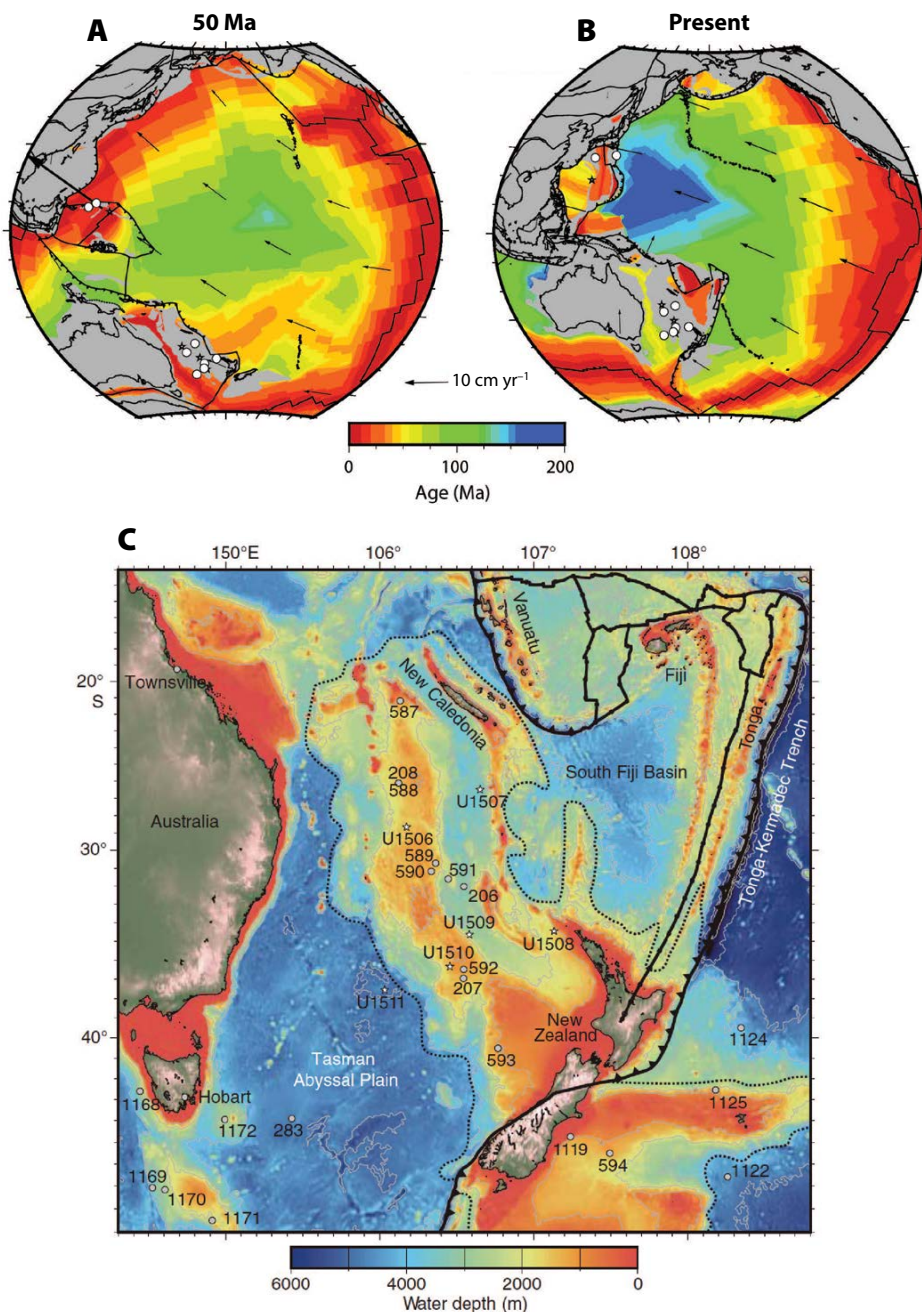 A
50 Ma
B
Present
10 cm yr⁻¹
0
100
200
Age (Ma)
C
150°E
106°
107°
108°
20°
S
30°
40°
Townsville
Australia
Vanuatu
New Caledonia
Fiji
Tonga
Tonga-Kermadec Trench
South Fiji Basin
587
208
588
U1507
U1506
589
590
591
206
U1509
U1508
U1510
592
207
U1511
New
Zealand
593
Tasman
Abyssal Plain
1124
1125
Hobart
1168
1172
283
1119
594
1122
1169
1170
1171
6000
4000
2000
0
Water depth (m)